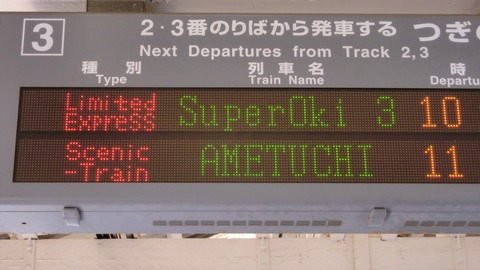 3
2・3番のりばから発車する つぎの
Next Departures from Track 2,3
種別 列車名 時
Type Train Name Departu
Limited Express SuperOki 3 10
Scenic -Train AMETUCHI 11